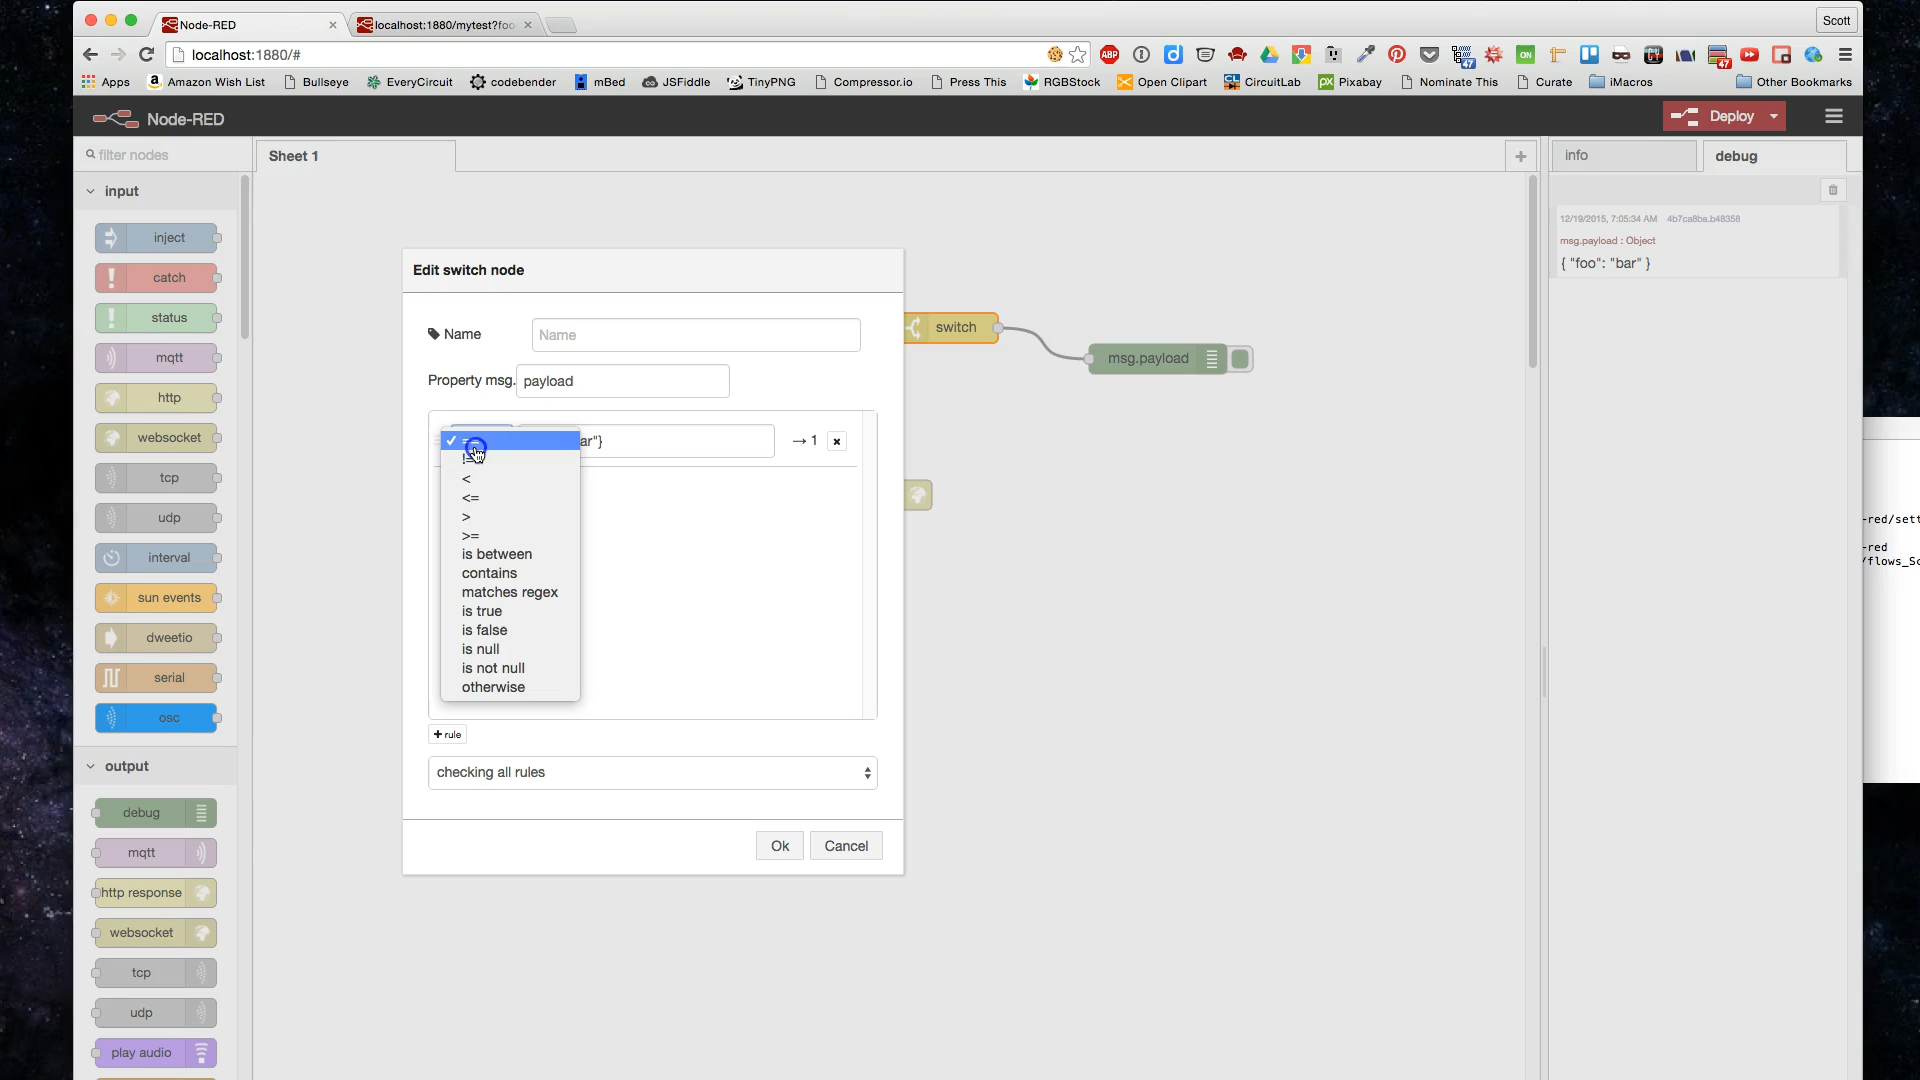 Node-RED
localhost:1880/mytest?foo
Scott
localhost:1880/#
Apps
Amazon Wish List
Bullseye
EveryCircuit
codebender
mBed
JSFiddle
TinyPNG
Compressor.io
Press This
RGBStock
Open Clipart
CircuitLab
Pixabay
Nominate This
Curate
iMacros
Other Bookmarks
Node-RED
Deploy
filter nodes
Sheet 1
+
info
debug
input
inject
catch
status
mqtt
http
websocket
tcp
udp
interval
sun events
dweetio
serial
osc
output
debug
mqtt
http response
websocket
tcp
udp
play audio
Edit switch node
Name
Name
Property msg.
payload
==
ar"}
→ 1
x
!=
<
<=
>
>=
is between
contains
matches regex
is true
is false
is null
is not null
otherwise
+ rule
checking all rules
Ok
Cancel
switch
msg.payload
12/19/2015, 7:05:34 AM 4b7ca8ba.b48358
msg.payload : Object
{ "foo": "bar" }
-red/sett
-red
/flows_Sc